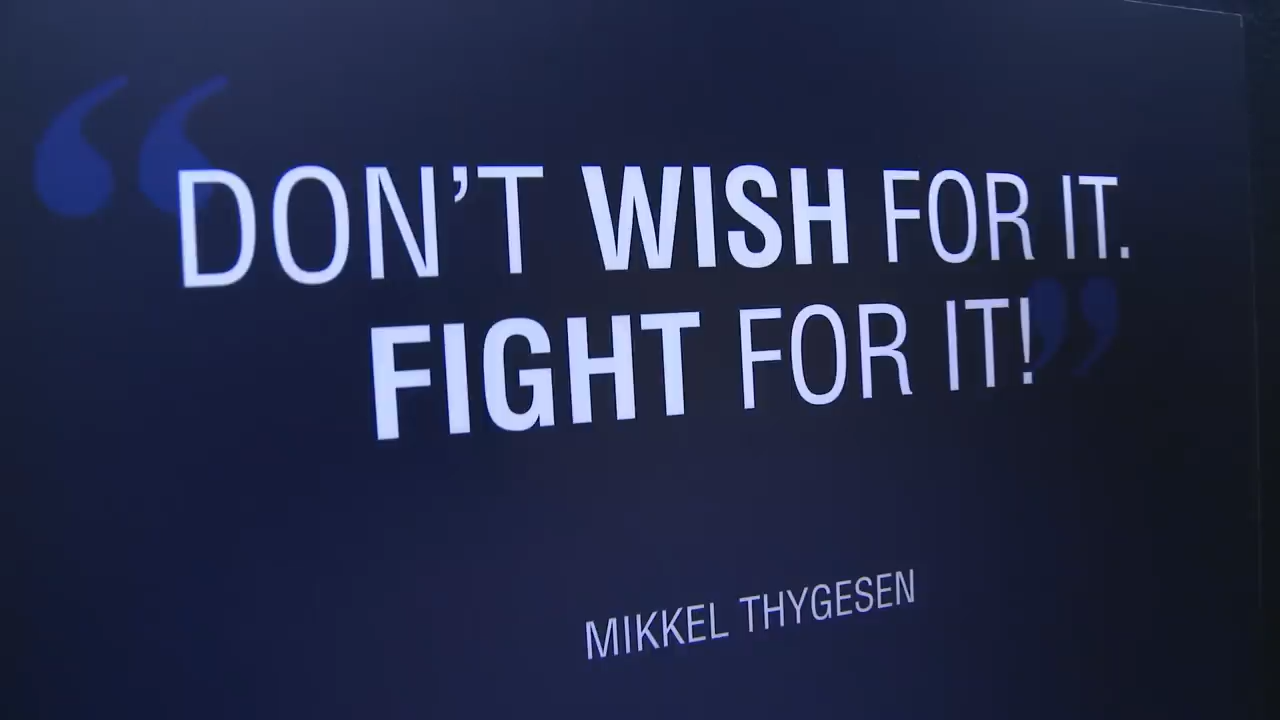 “DON’T WISH FOR IT.
FIGHT FOR IT!”
MIKKEL THYGESEN